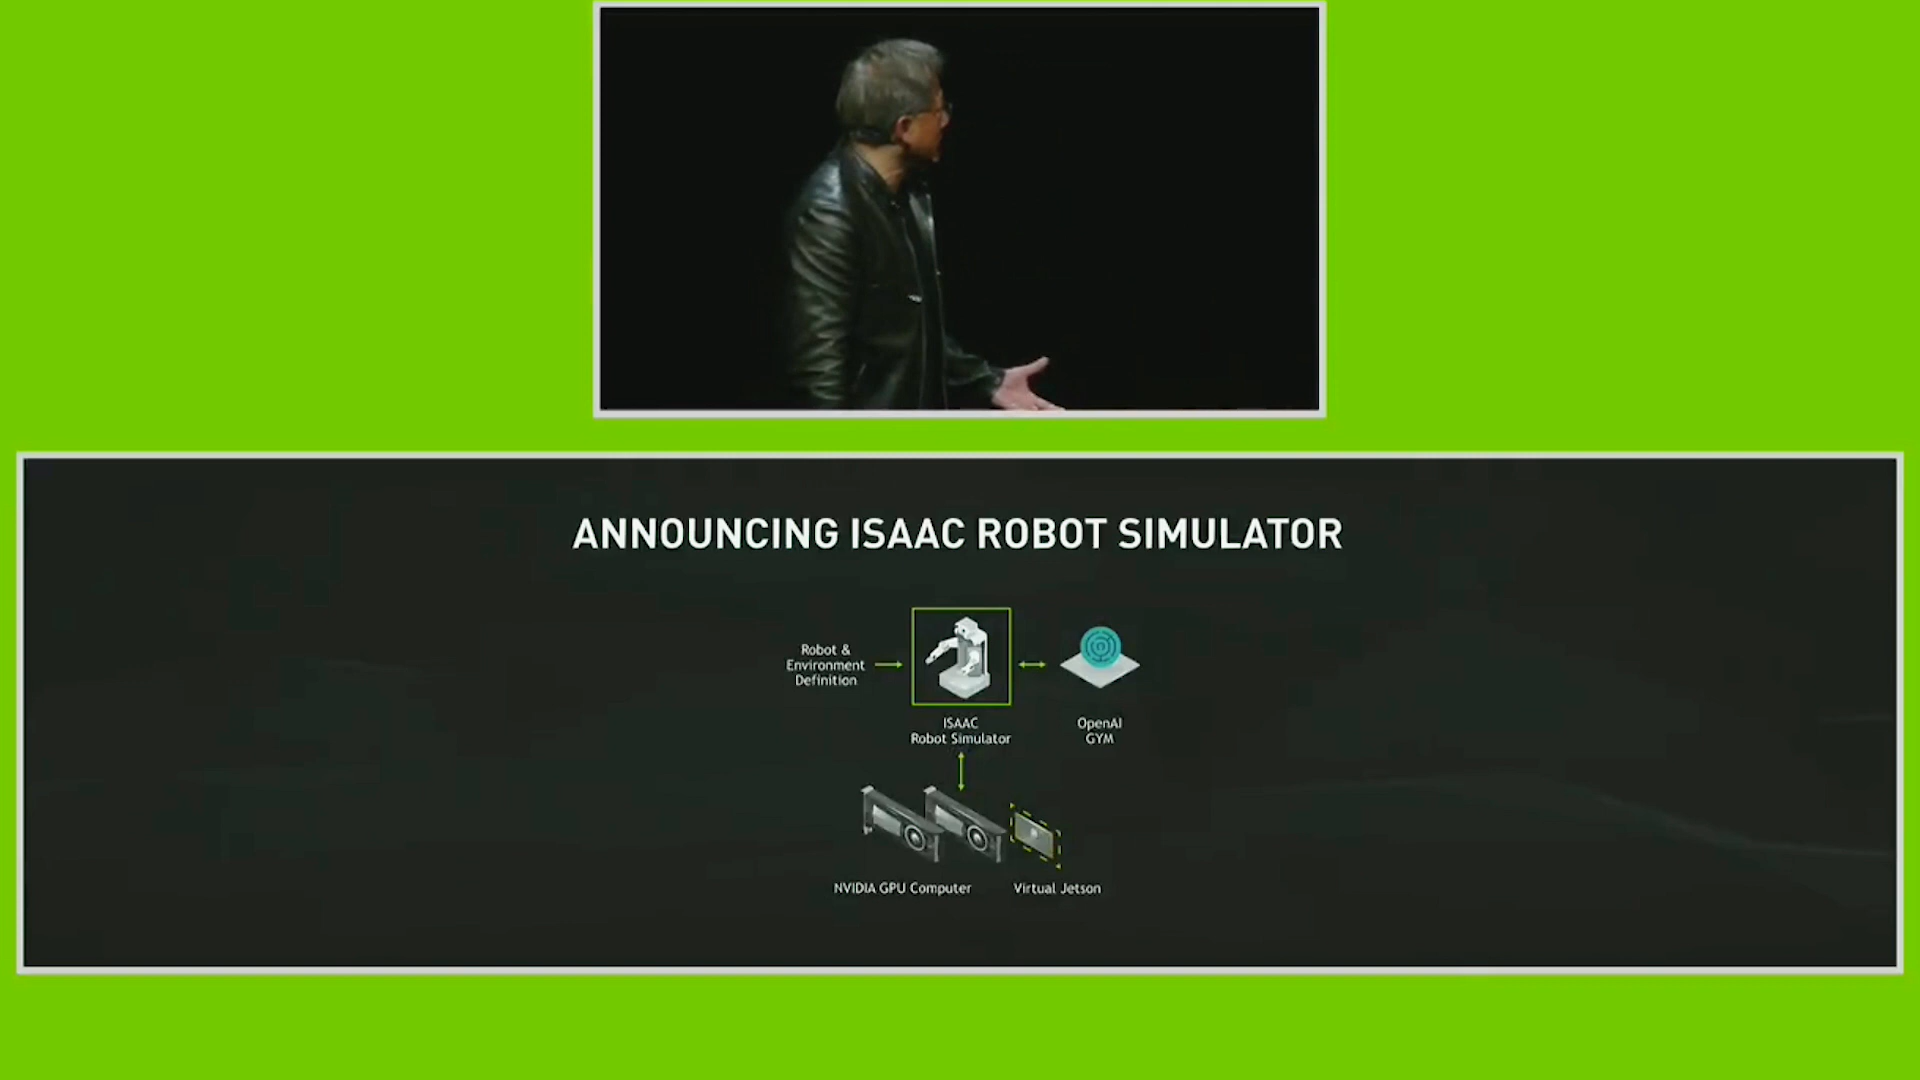 ANNOUNCING ISAAC ROBOT SIMULATOR
Robot &
Environment
Definition
ISAAC
Robot Simulator
OpenAI
GYM
NVIDIA GPU Computer
Virtual Jetson